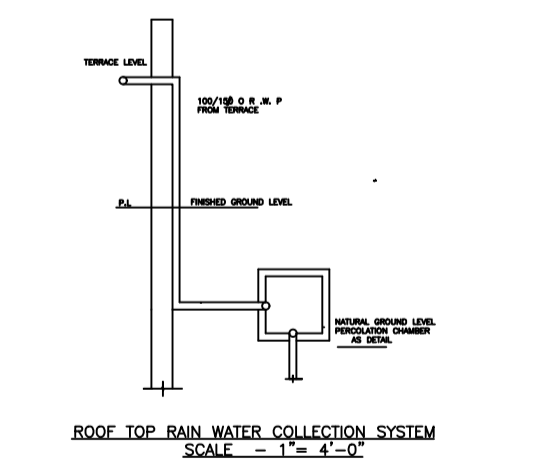 TERRACE LEVEL
100/150 O R .W. P
FROM TERRACE
P.L
FINISHED GROUND LEVEL
NATURAL GROUND LEVEL
PERCOLATION CHAMBER
AS DETAIL
ROOF TOP RAIN WATER COLLECTION SYSTEM
SCALE - 1"= 4'-0"